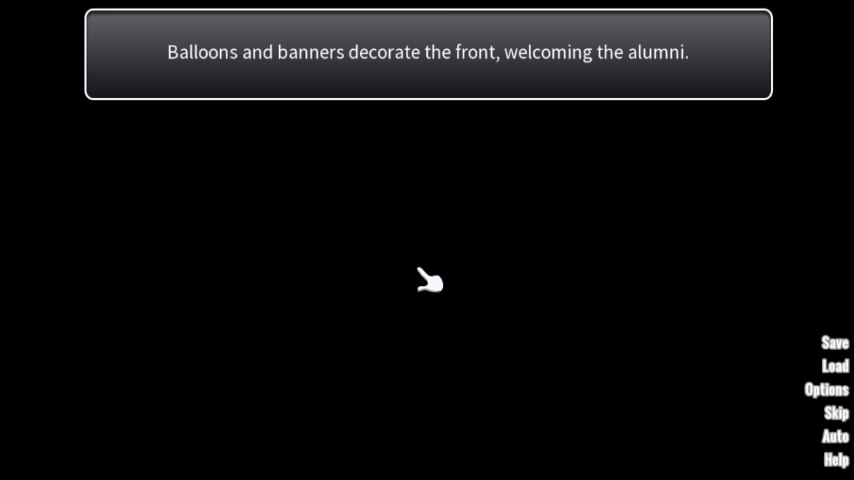 Balloons and banners decorate the front, welcoming the alumni.
Save
Load
Options
Skip
Auto
Help